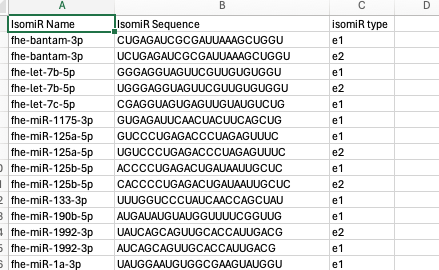 A B C D
IsomiR Name IsomiR Sequence isomiR type
fhe-bantam-3p CUGAGAUCGCGAUUAAAGCUGGU e1
fhe-bantam-3p UCUGAGAUCGCGAUUAAAGCUGGU e2
fhe-let-7b-5p GGGAGGUAGUUCGUUGUGUGGU e1
fhe-let-7b-5p UGGGAGGUAGUUCGUUGUGUGGU e2
fhe-let-7c-5p CGAGGUAGUGAGUUGUAUGUCUG e1
fhe-miR-1175-3p GUGAGAUUCAACUACUUCAGCUG e1
fhe-miR-125a-5p GUCCCUGAGACCCUAGAGUUUC e1
fhe-miR-125a-5p UGUCCCUGAGACCCUAGAGUUUC e2
fhe-miR-125b-5p ACCCCUGAGACUGAUAAUUGCUC e1
fhe-miR-125b-5p CACCCCUGAGACUGAUAAUUGCUC e2
fhe-miR-133-3p UUUGGUCCCUAUCAACCAGCUAU e1
fhe-miR-190b-5p AUGAUAUGUAUGGUUUUCGGUUG e1
fhe-miR-1992-3p UAUCAGCAGUUGCACCAUUGACG e2
fhe-miR-1992-3p AUCAGCAGUUGCACCAUUGACG e1
fhe-miR-1a-3p UAUGGAAUGUGGCGAAGUAUGGU e1